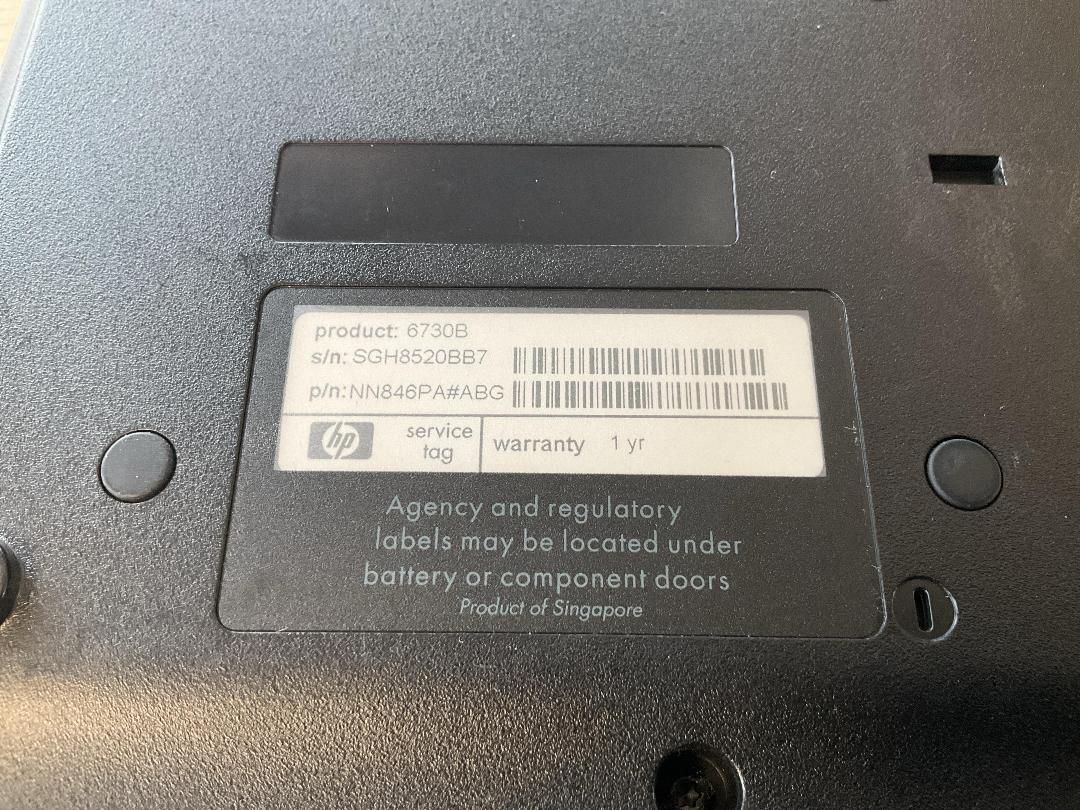 product: 6730B
s/n: SGH8520BB7
p/n:NN846PA#ABG
hp service tag warranty 1 yr
Agency and regulatory
labels may be located under
battery or component doors
Product of Singapore